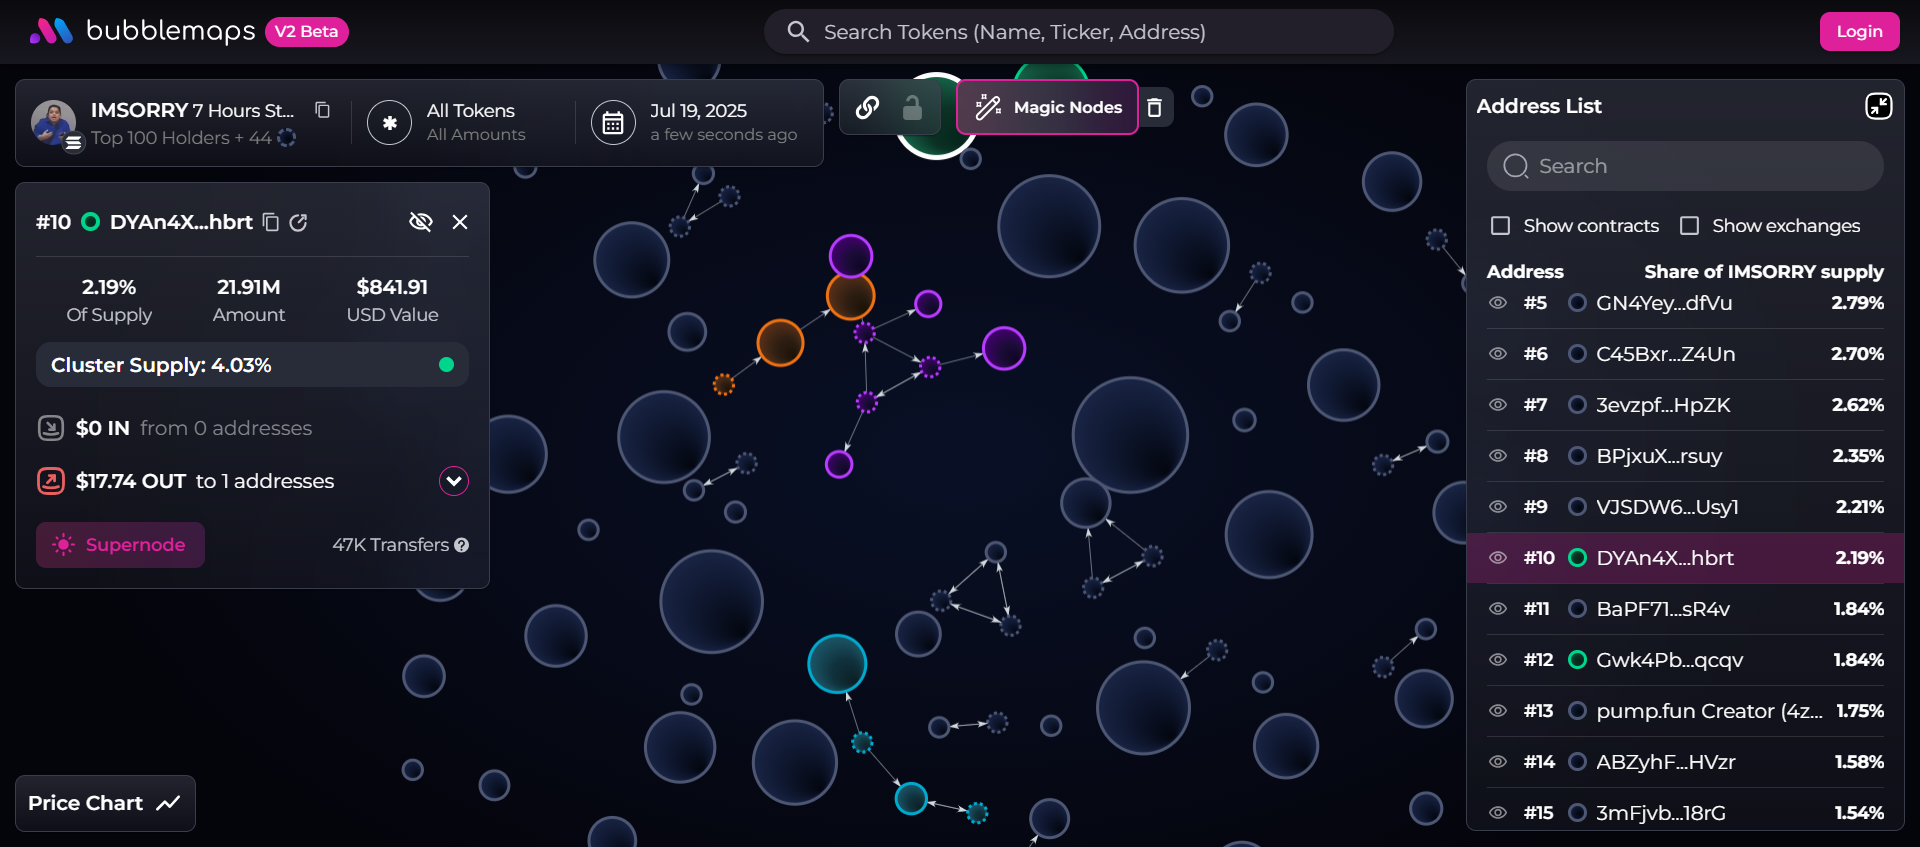 bubblemaps V2 Beta
Search Tokens (Name, Ticker, Address)
Login
IMSORRY 7 Hours St...
Top 100 Holders + 44
All Tokens
All Amounts
Jul 19, 2025
a few seconds ago
Magic Nodes
#10 DYAn4X...hbrt
2.19% 21.91M $841.91
Of Supply Amount USD Value
Cluster Supply: 4.03%
$0 IN from 0 addresses
$17.74 OUT to 1 addresses
Supernode 47K Transfers ?
Price Chart
Address List
Search
Show contracts Show exchanges
Address Share of IMSORRY supply
#5 GN4Yey...dfVu 2.79%
#6 C45Bxr...Z4Un 2.70%
#7 3evzpf...HpZK 2.62%
#8 BPjxuX...rsuy 2.35%
#9 VJSDW6...Usy1 2.21%
#10 DYAn4X...hbrt 2.19%
#11 BaPF71...sR4v 1.84%
#12 Gwk4Pb...qcqv 1.84%
#13 pump.fun Creator (4z... 1.75%
#14 ABZyhF...HVzr 1.58%
#15 3mFjvb...18rG 1.54%